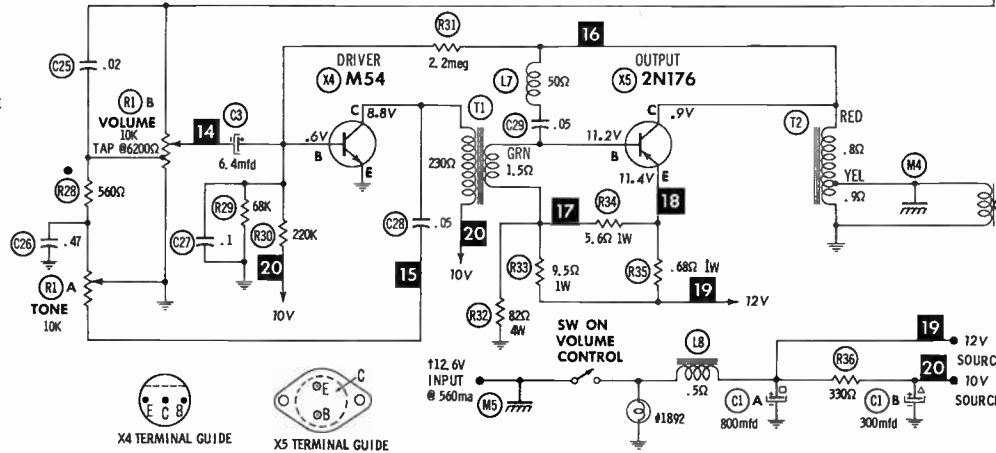 R31
2.2meg
16
DRIVER
X4 M54
OUTPUT
X5 2N176
C25 .02
R1 B
VOLUME
10K
TAP @6200Ω
C3
6.4mfd
14
.6V
B
C
8.8V
E
T1
230Ω
GRN
1.5Ω
L7
50Ω
C29 .05
C
.9V
11.2V
B
E
11.4V
T2
RED
.8Ω
YEL
.9Ω
M4
R28 560Ω
C26 .47
R1 A
TONE
10K
C27 .1
R29 68K
R30 220K
20
10V
C28 .05
15
20
10V
17
R34
5.6Ω 1W
18
R33 9.5Ω
1W
R35 .68Ω 1W
19
12V
R32 82Ω
4W
SW ON
VOLUME
CONTROL
†12.6V
INPUT
@ 560ma
M5
#1892
L8
.5Ω
C1 A
800mfd
R36
330Ω
C1 B
300mfd
19
12V
SOURCE
20
10V
SOURCE
E C B
X4 TERMINAL GUIDE
E
B
C
X5 TERMINAL GUIDE